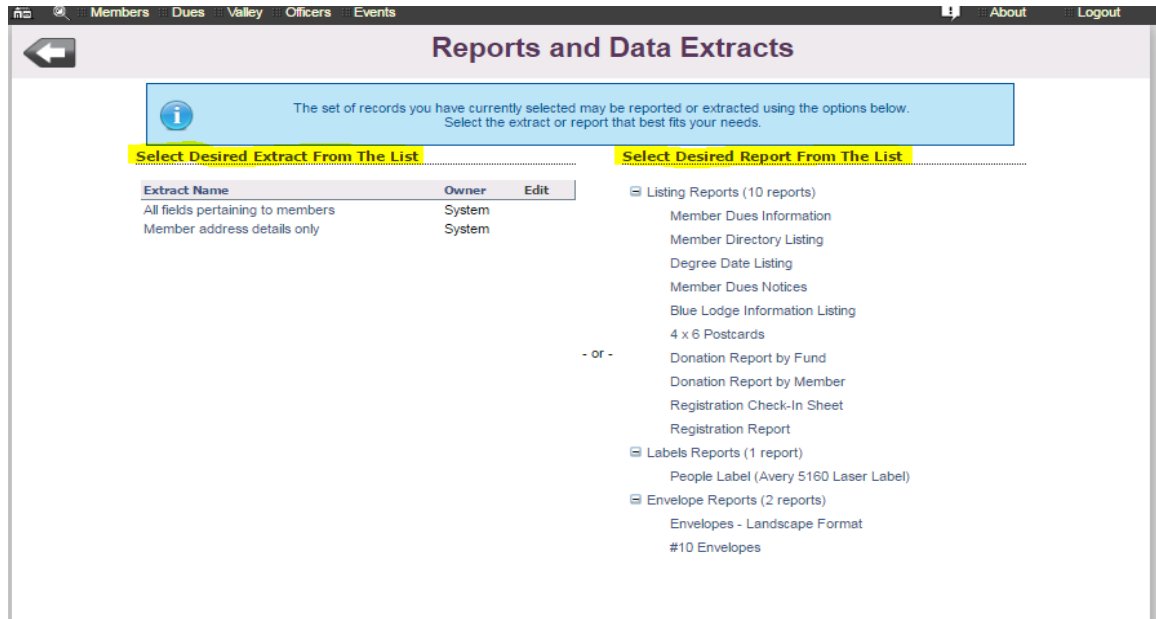 Members Dues Valley Officers Events About Logout
Reports and Data Extracts
The set of records you have currently selected may be reported or extracted using the options below.
Select the extract or report that best fits your needs.
Select Desired Extract From The List
Extract Name Owner Edit
All fields pertaining to members System
Member address details only System
- or -
Select Desired Report From The List
Listing Reports (10 reports)
Member Dues Information
Member Directory Listing
Degree Date Listing
Member Dues Notices
Blue Lodge Information Listing
4 x 6 Postcards
Donation Report by Fund
Donation Report by Member
Registration Check-In Sheet
Registration Report
Labels Reports (1 report)
People Label (Avery 5160 Laser Label)
Envelope Reports (2 reports)
Envelopes - Landscape Format
#10 Envelopes